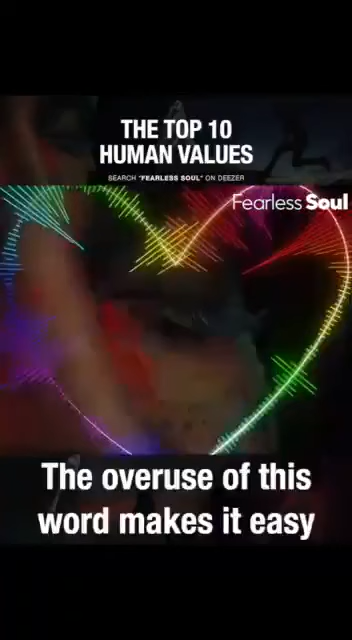 THE TOP 10
HUMAN VALUES
SEARCH "FEARLESS SOUL" ON DEEZER
Fearless Soul
The overuse of this
word makes it easy